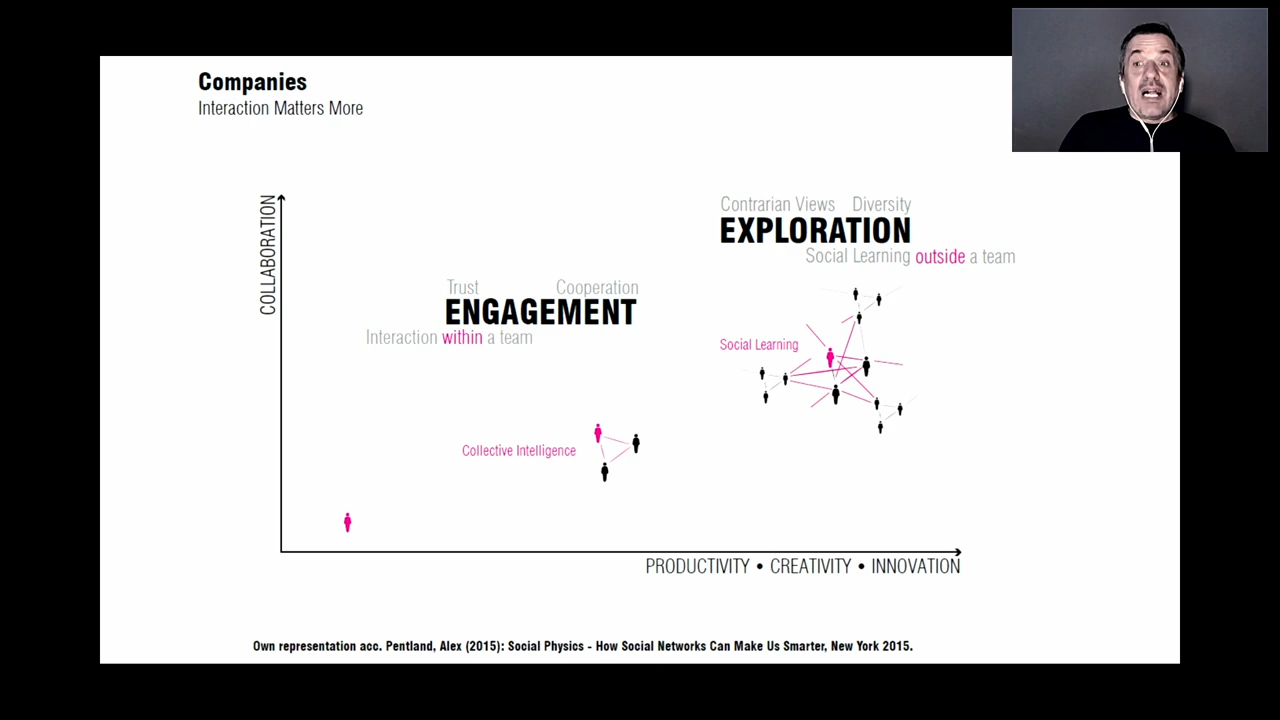 Companies
Interaction Matters More
COLLABORATION
Contrarian Views Diversity
EXPLORATION
Social Learning outside a team
Trust Cooperation
ENGAGEMENT
Interaction within a team
Social Learning
Collective Intelligence
PRODUCTIVITY • CREATIVITY • INNOVATION
Own representation acc. Pentland, Alex (2015): Social Physics - How Social Networks Can Make Us Smarter, New York 2015.